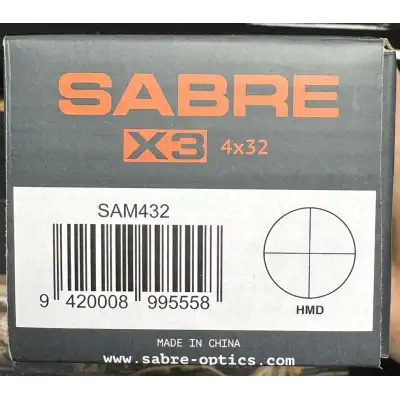 SABRE
X3 4x32
SAM432
9 420008 995558
HMD
MADE IN CHINA
www.sabre-optics.com